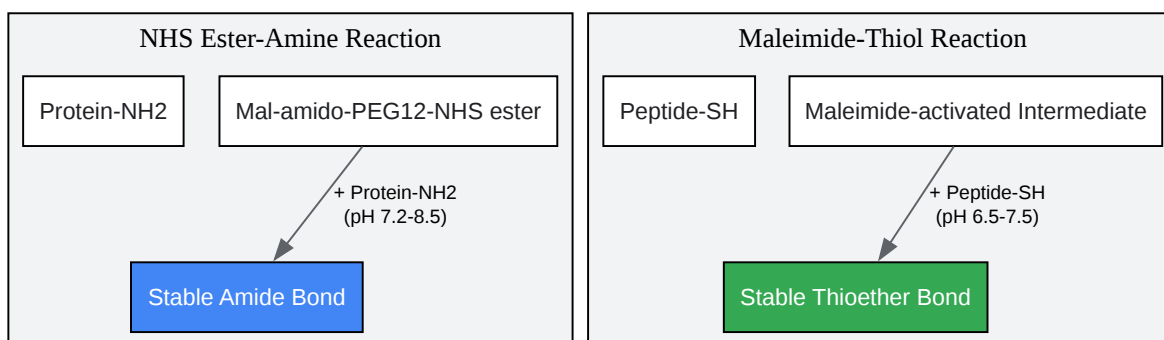 NHS Ester-Amine Reaction
Protein-NH2
Mal-amido-PEG12-NHS ester
+ Protein-NH2
(pH 7.2-8.5)
Stable Amide Bond
Maleimide-Thiol Reaction
Peptide-SH
Maleimide-activated Intermediate
+ Peptide-SH
(pH 6.5-7.5)
Stable Thioether Bond